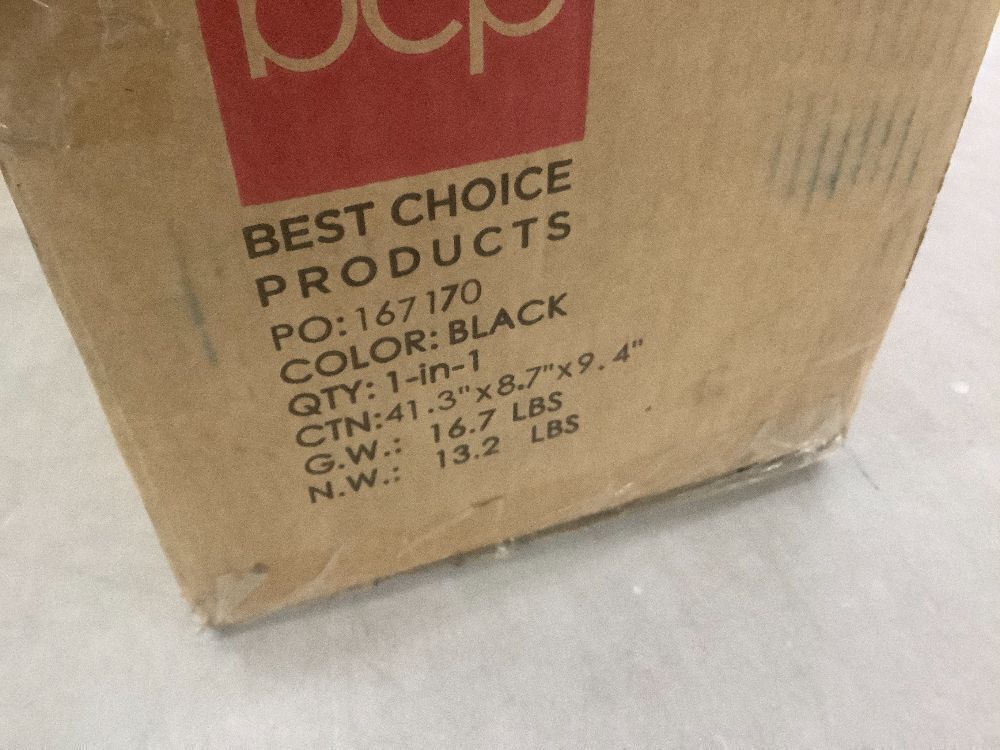 bcp
BEST CHOICE
PRODUCTS
PO: 167170
COLOR: BLACK
QTY: 1-in-1
CTN:41.3"x8.7"x9.4"
G.W.: 16.7 LBS
N.W.: 13.2 LBS